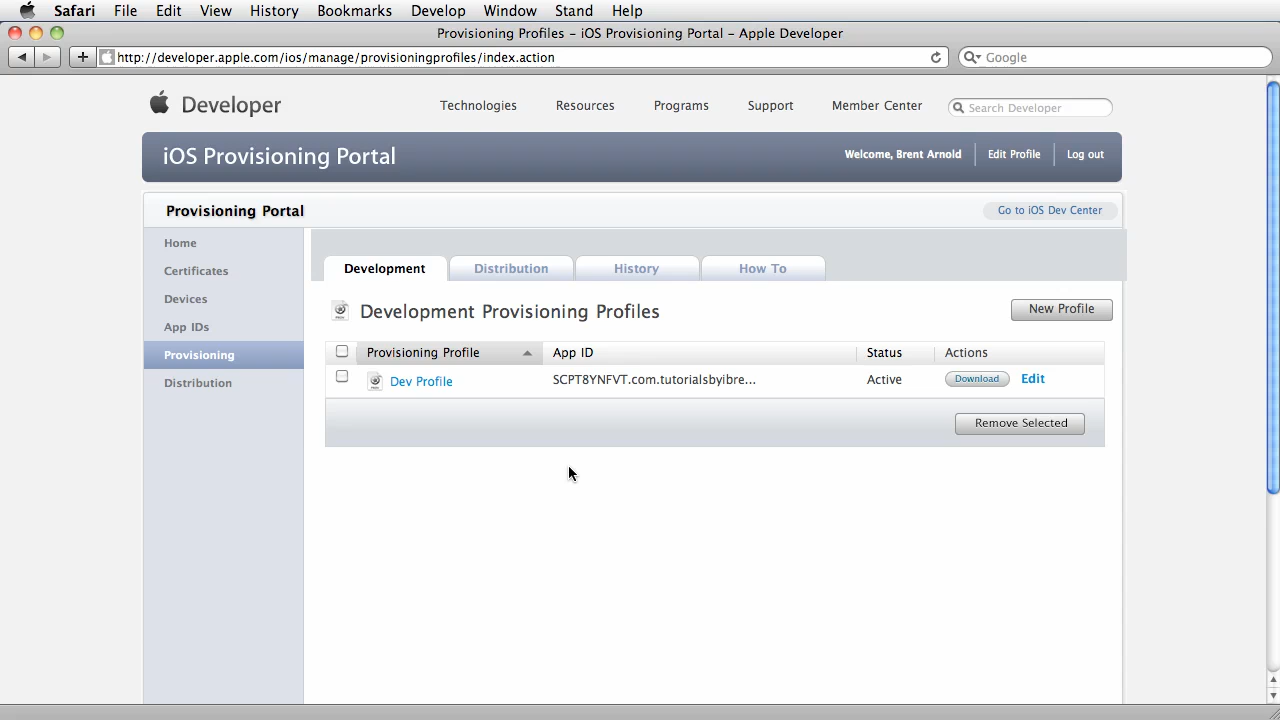 Safari File Edit View History Bookmarks Develop Window Stand Help
Provisioning Profiles – iOS Provisioning Portal – Apple Developer
http://developer.apple.com/ios/manage/provisioningprofiles/index.action
Google
Developer
Technologies Resources Programs Support Member Center
Search Developer
iOS Provisioning Portal
Welcome, Brent Arnold Edit Profile Log out
Provisioning Portal
Go to iOS Dev Center
Home
Certificates
Devices
App IDs
Provisioning
Distribution
Development Distribution History How To
Development Provisioning Profiles
New Profile
Provisioning Profile App ID Status Actions
Dev Profile SCPT8YNFVT.com.tutorialsbyibre... Active Download Edit
Remove Selected